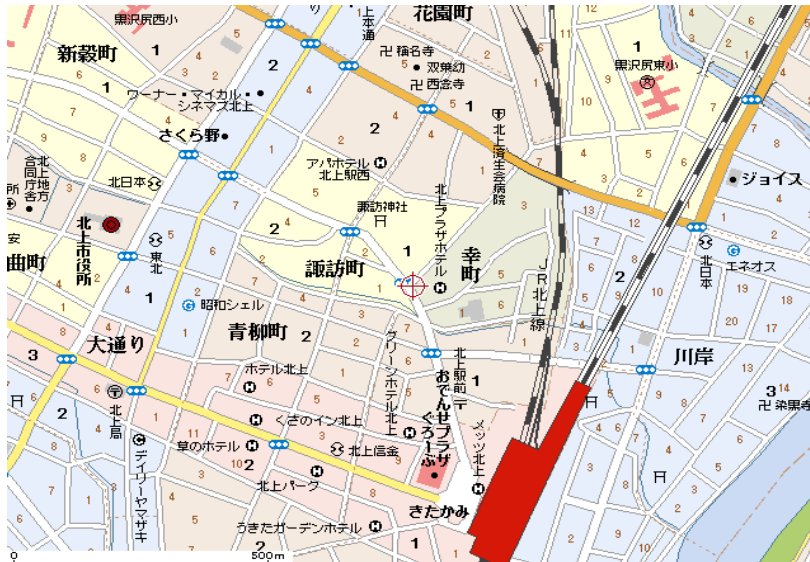 黒沢尻西小
新穀町
上本通り
花園町
卍 妙名寺
双葉幼
卍 西念寺
黒沢尻東小
ワーナー・マイカル・
シネマズ北上
さくら野
アパホテル
北上駅西
北上済生会病院
ジョイス
北上地方
合同庁舎
北日本
諏訪神社
北上プラザホテル
幸町
北上市役所
東北
諏訪町
JR北上線
北日本
エネオス
曲町
昭和シェル
青柳町
大通り
グリーンホテル北上
北上駅前〒
川岸
ホテル北上
おでんせプラザ
ぐろーぶ
北上局
くさのイン北上
メッツ北上
卍 染黒寺
草のホテル
北上信金
デイリーヤマザキ
北上パーク
きたかみ
うきたガーデンホテル
0
500m